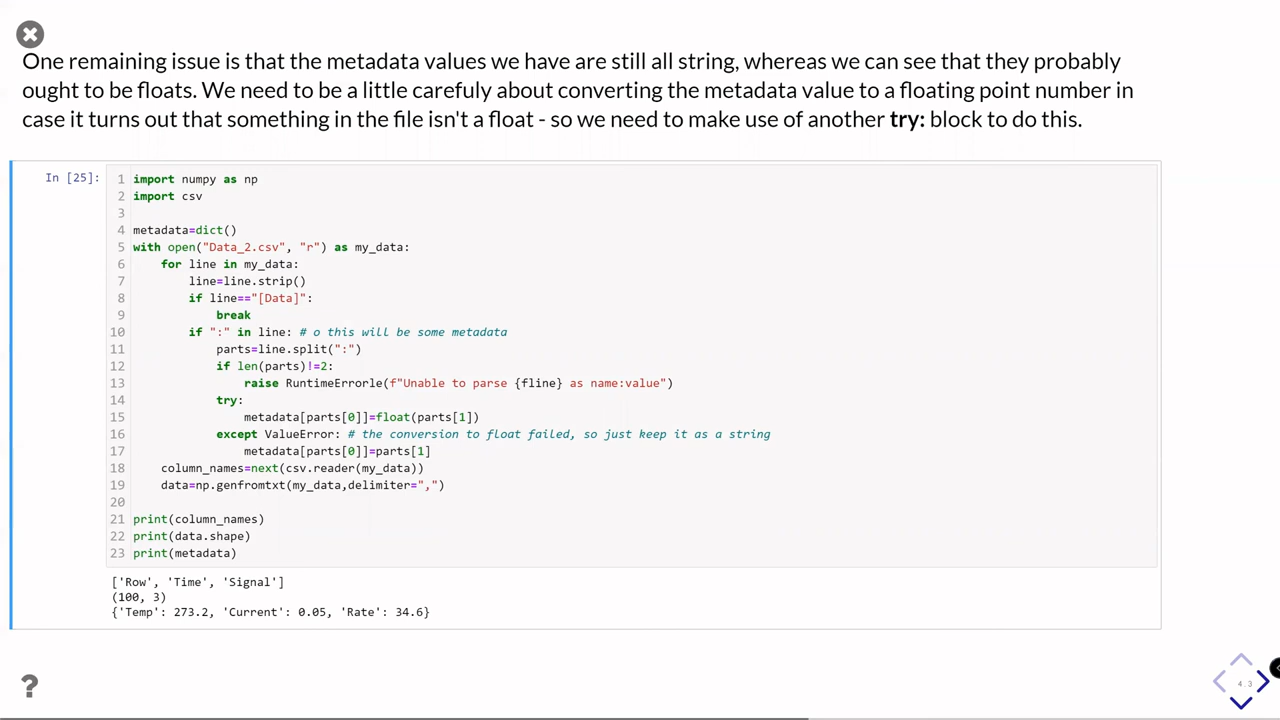 One remaining issue is that the metadata values we have are still all string, whereas we can see that they probably
ought to be floats. We need to be a little carefuly about converting the metadata value to a floating point number in
case it turns out that something in the file isn't a float - so we need to make use of another try: block to do this.
In [25]:
1 import numpy as np
2 import csv
3
4 metadata=dict()
5 with open("Data_2.csv", "r") as my_data:
6     for line in my_data:
7         line=line.strip()
8         if line=="[Data]":
9             break
10         if ":" in line: # o this will be some metadata
11             parts=line.split(":")
12             if len(parts)!=2:
13                 raise RuntimeErrorle(f"Unable to parse {fline} as name:value")
14             try:
15                 metadata[parts[0]]=float(parts[1])
16             except ValueError: # the conversion to float failed, so just keep it as a string
17                 metadata[parts[0]]=parts[1]
18     column_names=next(csv.reader(my_data))
19     data=np.genfromtxt(my_data,delimiter=",")
20
21 print(column_names)
22 print(data.shape)
23 print(metadata)
['Row', 'Time', 'Signal']
(100, 3)
{'Temp': 273.2, 'Current': 0.05, 'Rate': 34.6}
?
4.3